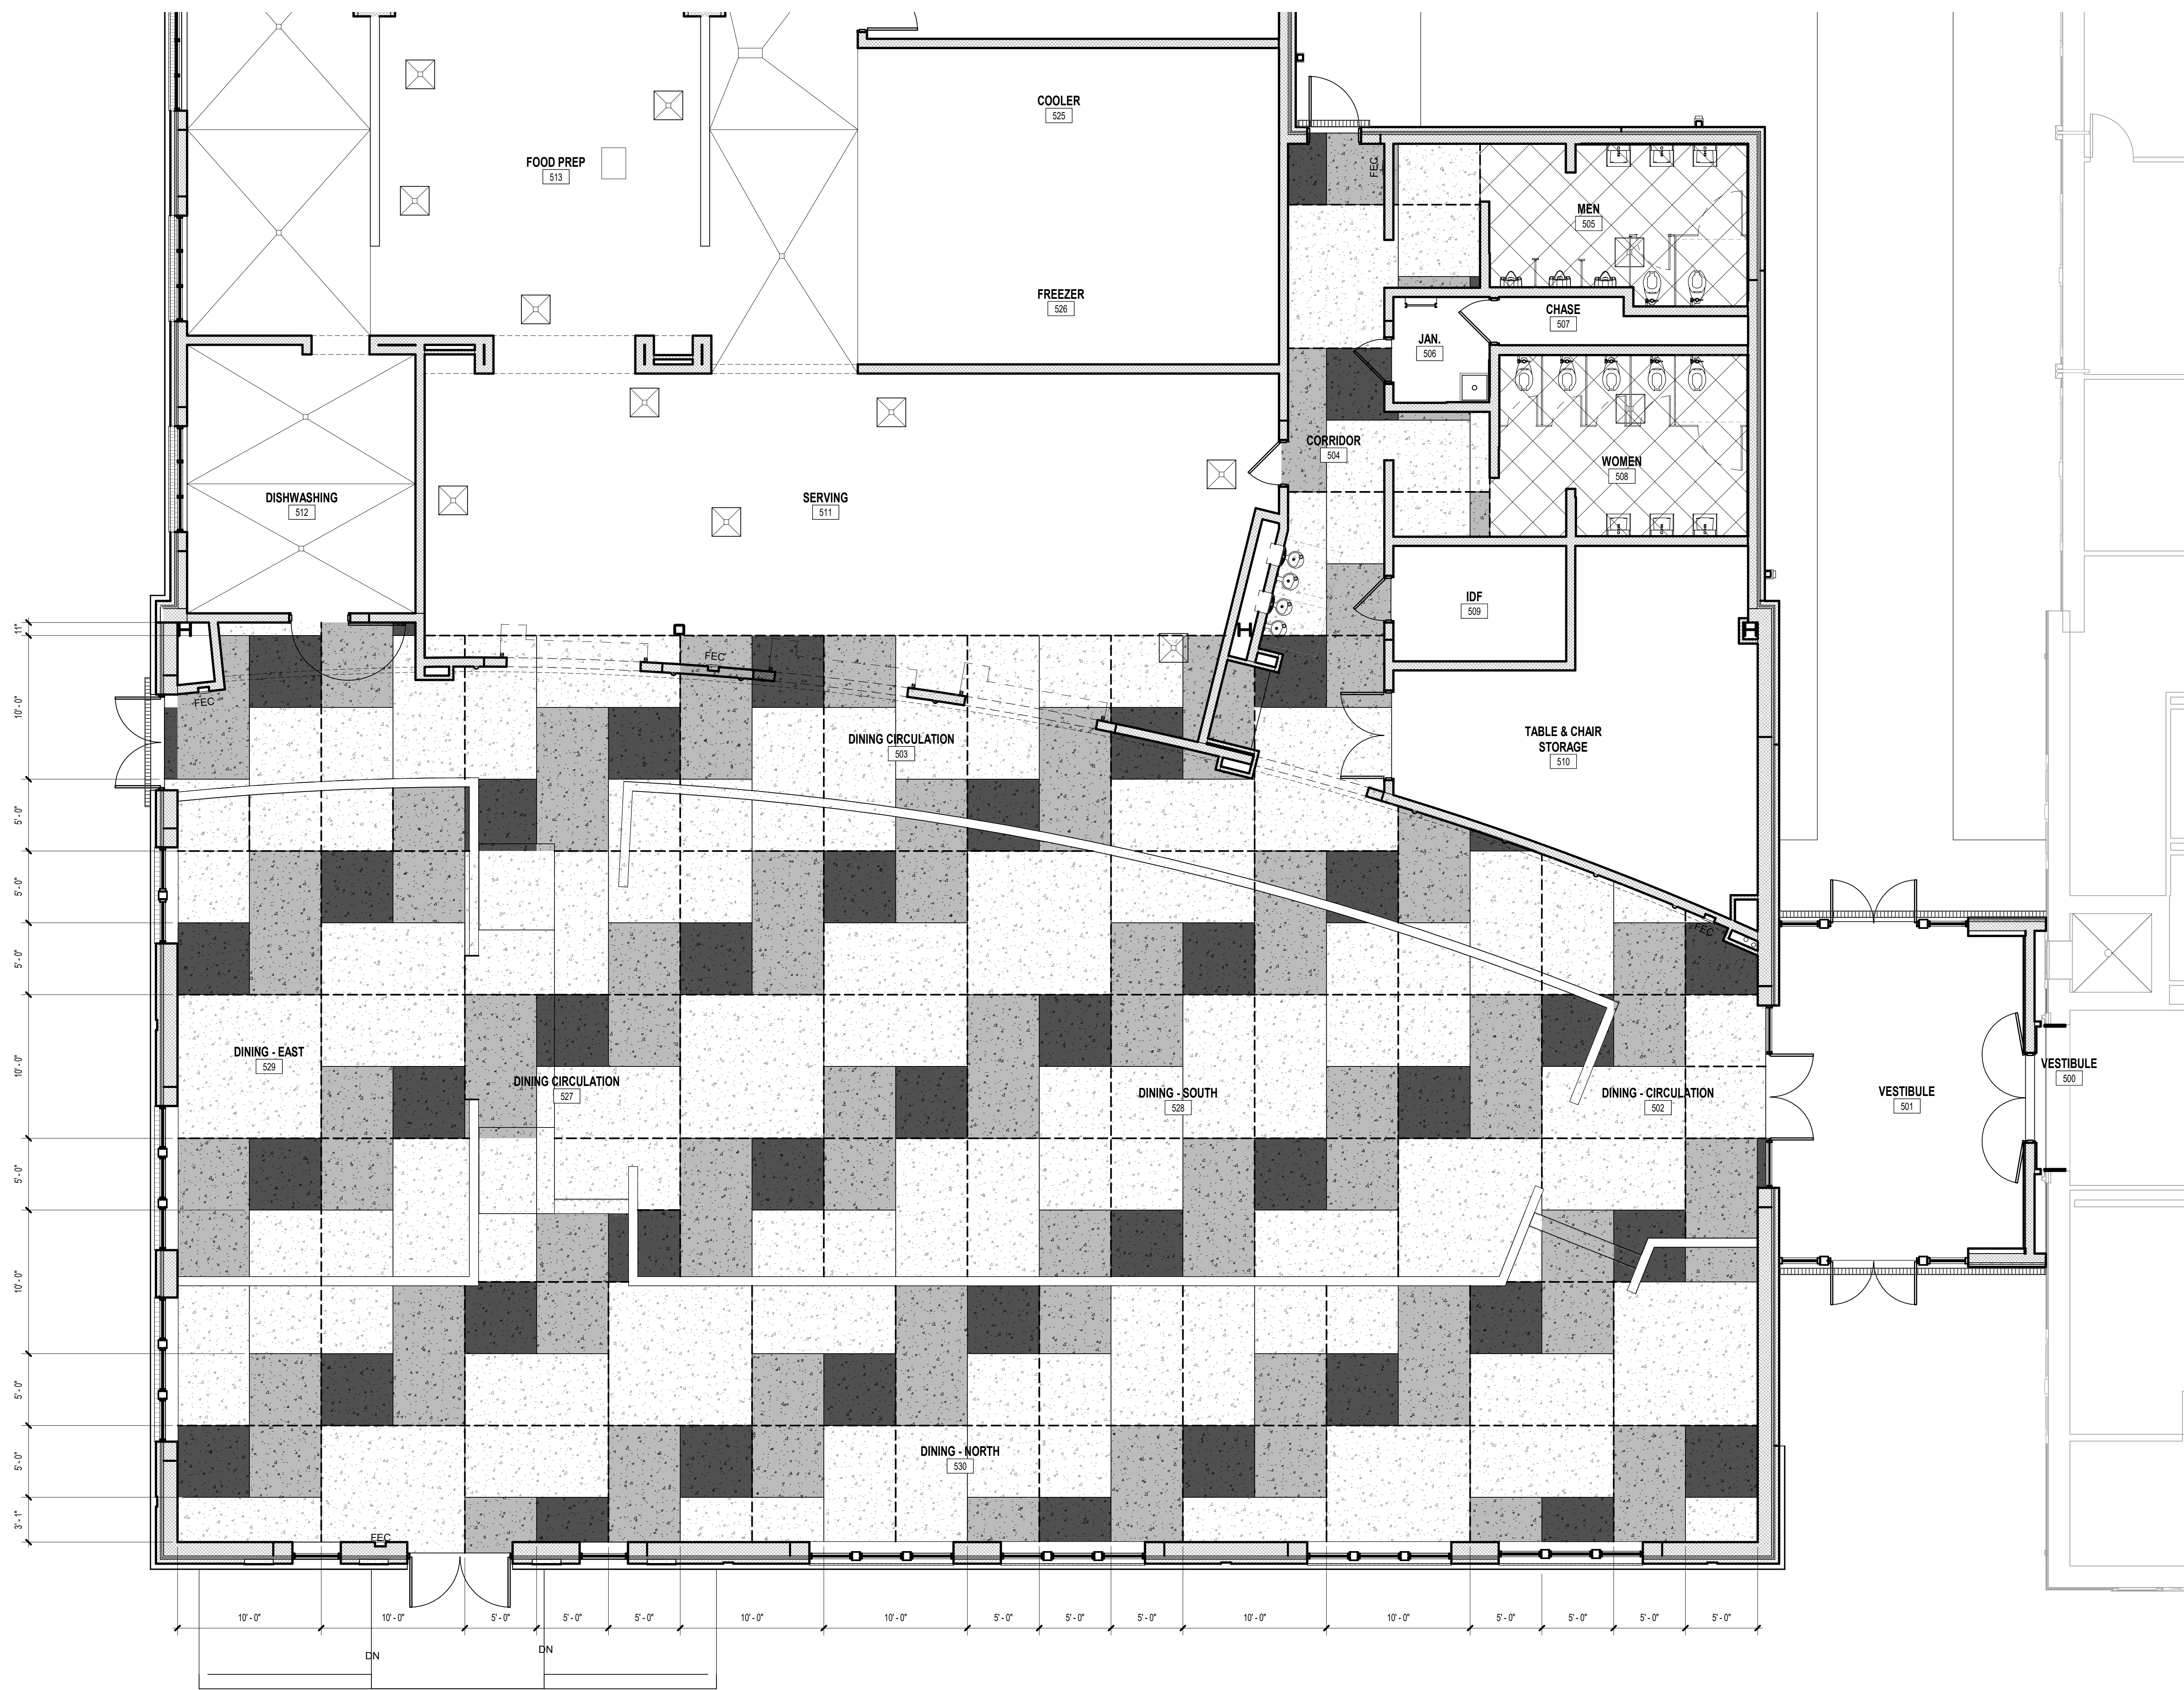 COOLER
525
FOOD PREP
513
FEC
MEN
505
FREEZER
526
CHASE
507
JAN.
506
CORRIDOR
504
WOMEN
508
DISHWASHING
512
SERVING
511
IDF
509
11"
FEC
FEC
10' - 0"
DINING CIRCULATION
503
TABLE & CHAIR
STORAGE
510
5' - 0"
5' - 0"
FEC
5' - 0"
10' - 0"
DINING - EAST
529
DINING CIRCULATION
527
DINING - SOUTH
528
DINING - CIRCULATION
502
VESTIBULE
501
VESTIBULE
500
5' - 0"
10' - 0"
5' - 0"
5' - 0"
DINING - NORTH
530
3' - 1"
FEC
10' - 0"
10' - 0"
5' - 0"
5' - 0"
5' - 0"
10' - 0"
10' - 0"
5' - 0"
5' - 0"
5' - 0"
10' - 0"
10' - 0"
5' - 0"
5' - 0"
5' - 0"
5' - 0"
DN
DN